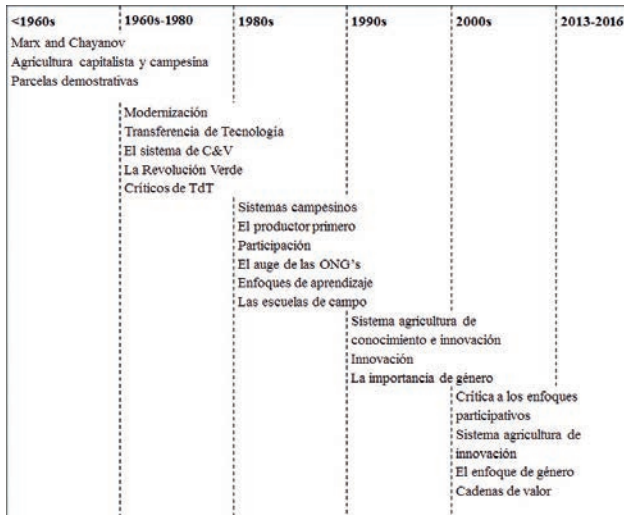 <1960s 1960s-1980 1980s 1990s 2000s 2013-2016
Marx and Chayanov
Agricultura capitalista y campesina
Parcelas demostrativas
Modernización
Transferencia de Tecnología
El sistema de C&V
La Revolución Verde
Críticos de TdT
Sistemas campesinos
El productor primero
Participación
El auge de las ONG's
Enfoques de aprendizaje
Las escuelas de campo
Sistema agricultura de
conocimiento e innovación
Innovación
La importancia de género
Crítica a los enfoques
participativos
Sistema agricultura de
innovación
El enfoque de género
Cadenas de valor